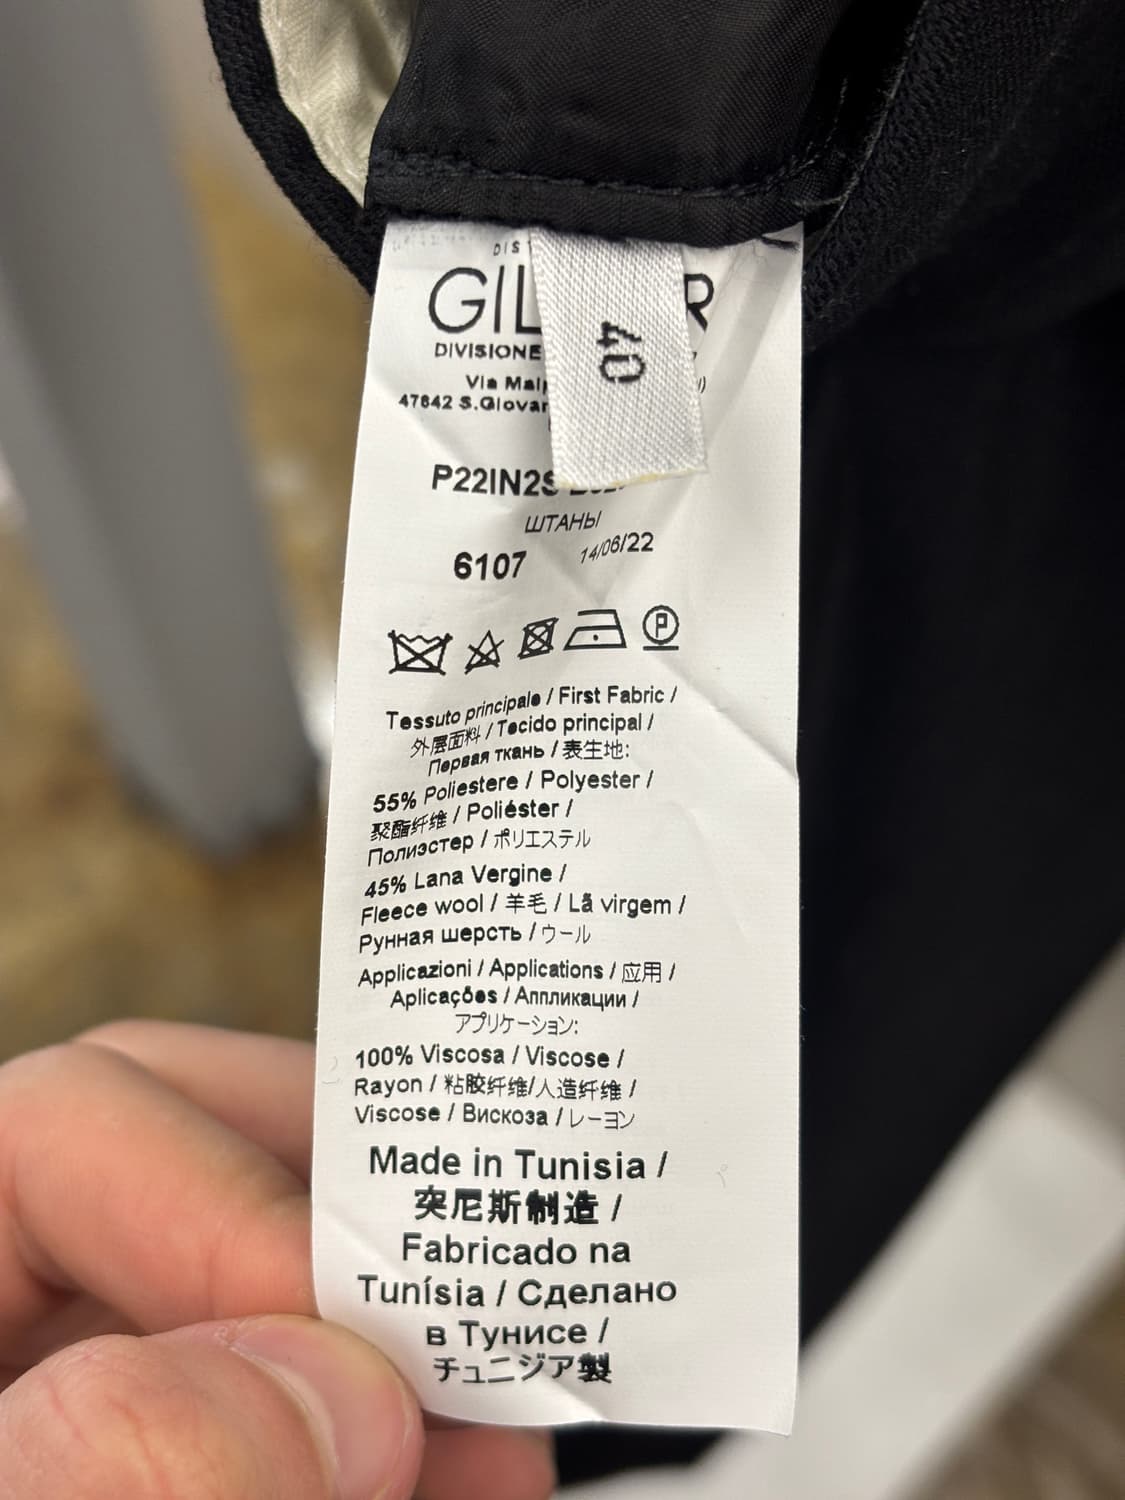 DIS
GIL R
40
DIVISIONE
Via
47842 S.Giovan
P22IN2S
ШТАНЫ
6107 14/06/22
P
Tessuto principale / First Fabric /
外层面料 / Tecido principal /
Первая ткань / 表生地:
55% Poliestere / Polyester /
聚酯纤维 / Poliéster /
Полиэстер / ポリエステル
45% Lana Vergine /
Fleece wool / 羊毛 / Lã virgem /
Рунная шерсть / ウール
Applicazioni / Applications / 应用 /
Aplicações / Аппликации /
アプリケーション:
100% Viscosa / Viscose /
Rayon / 粘胶纤维/人造纤维 /
Viscose / Вискоза / レーヨン
Made in Tunisia /
突尼斯制造 /
Fabricado na
Tunísia / Сделано
в Тунисе /
チュニジア製